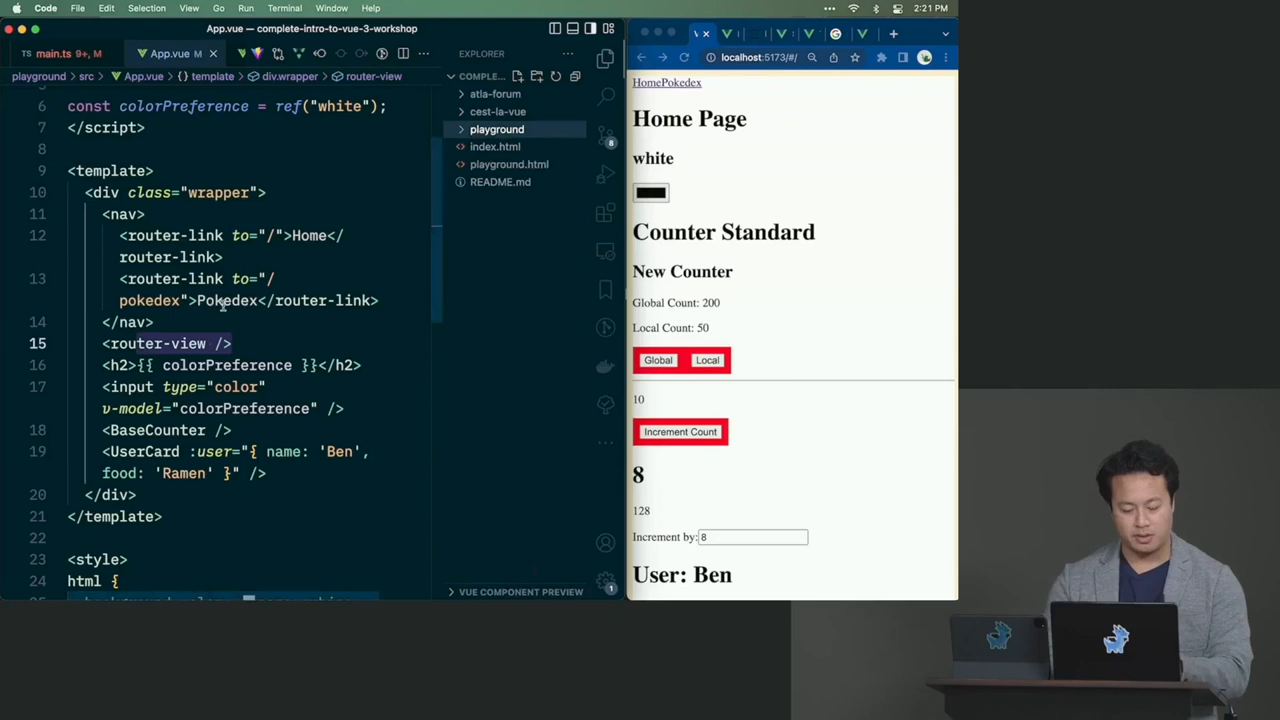 Code File Edit Selection View Go Run Terminal Window Help 2:21 PM
App.vue — complete-intro-to-vue-3-workshop
TS main.ts 9+, M App.vue M
playground > src > App.vue > {} template > div.wrapper > router-view
6 const colorPreference = ref("white");
7 </script>
8
9 <template>
10 <div class="wrapper">
11 <nav>
12 <router-link to="/">Home</
router-link>
13 <router-link to="/
pokedex">Pokedex</router-link>
14 </nav>
15 <router-view />
16 <h2>{{ colorPreference }}</h2>
17 <input type="color"
v-model="colorPreference" />
18 <BaseCounter />
19 <UserCard :user="{ name: 'Ben',
food: 'Ramen' }" />
20 </div>
21 </template>
22
23 <style>
24 html {
EXPLORER
COMPLE...
atla-forum
cest-la-vue
playground
index.html
playground.html
README.md
VUE COMPONENT PREVIEW
8
1
localhost:5173/#/
HomePokedex
Home Page
white
Counter Standard
New Counter
Global Count: 200
Local Count: 50
Global Local
10
Increment Count
8
128
Increment by: 8
User: Ben